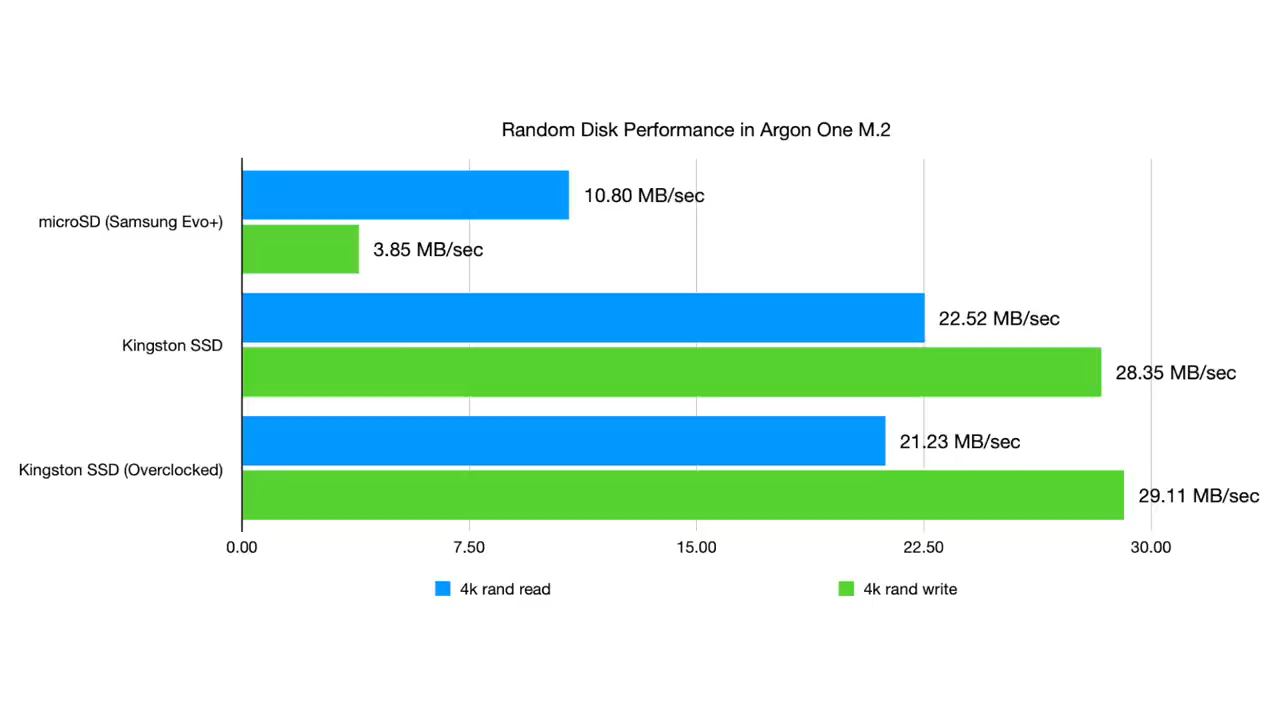 Random Disk Performance in Argon One M.2
microSD (Samsung Evo+)
10.80 MB/sec
3.85 MB/sec
Kingston SSD
22.52 MB/sec
28.35 MB/sec
Kingston SSD (Overclocked)
21.23 MB/sec
29.11 MB/sec
0.00 7.50 15.00 22.50 30.00
4k rand read 4k rand write